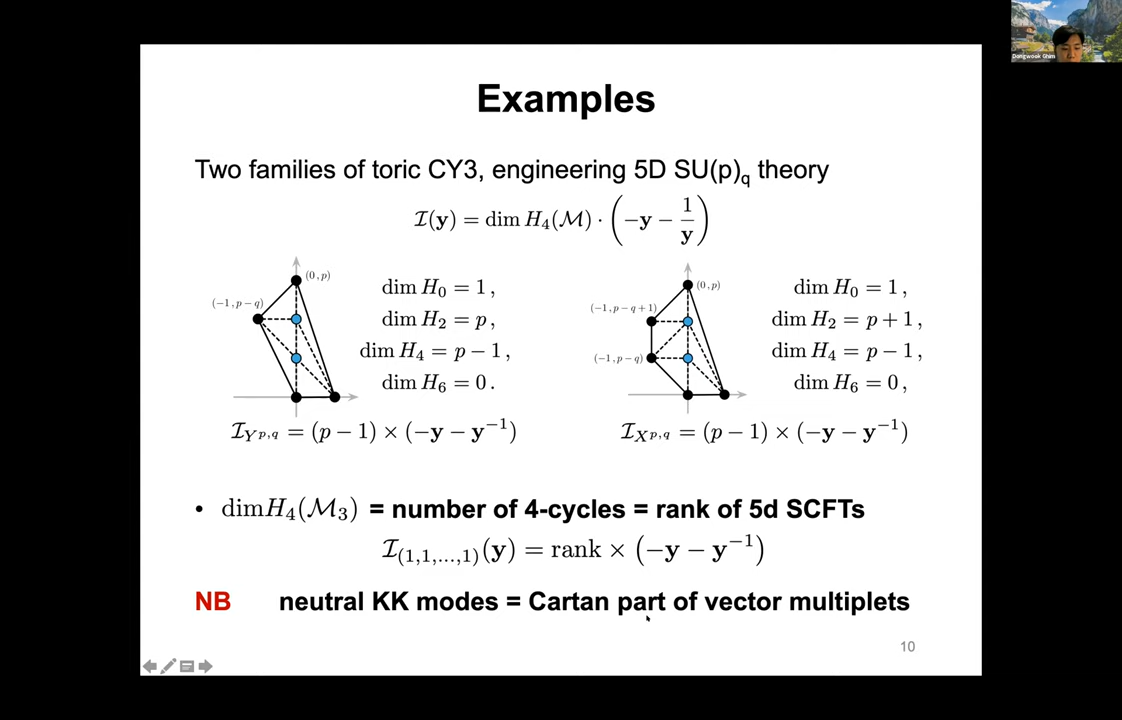 Dongwook Ghim
Examples
Two families of toric CY3, engineering 5D SU(p)_q theory
𝓘(𝐲) = dim H₄(𝓜) · (−𝐲 − 1/𝐲)
(0, p)
(−1, p − q)
dim H₀ = 1 ,
dim H₂ = p ,
dim H₄ = p − 1 ,
dim H₆ = 0 .
𝓘_{Y^{p,q}} = (p − 1) × (−𝐲 − 𝐲⁻¹)
(0, p)
(−1, p − q + 1)
(−1, p − q)
dim H₀ = 1 ,
dim H₂ = p + 1 ,
dim H₄ = p − 1 ,
dim H₆ = 0 ,
𝓘_{X^{p,q}} = (p − 1) × (−𝐲 − 𝐲⁻¹)
• dimH₄(𝓜₃) = number of 4-cycles = rank of 5d SCFTs
𝓘_{(1,1,...,1)}(𝐲) = rank × (−𝐲 − 𝐲⁻¹)
NB neutral KK modes = Cartan part of vector multiplets
10